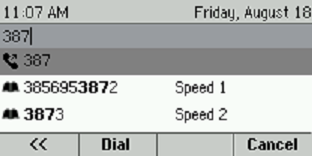 11:07 AM Friday, August 18
387
387
3856953872 Speed 1
3873 Speed 2
<< Dial Cancel